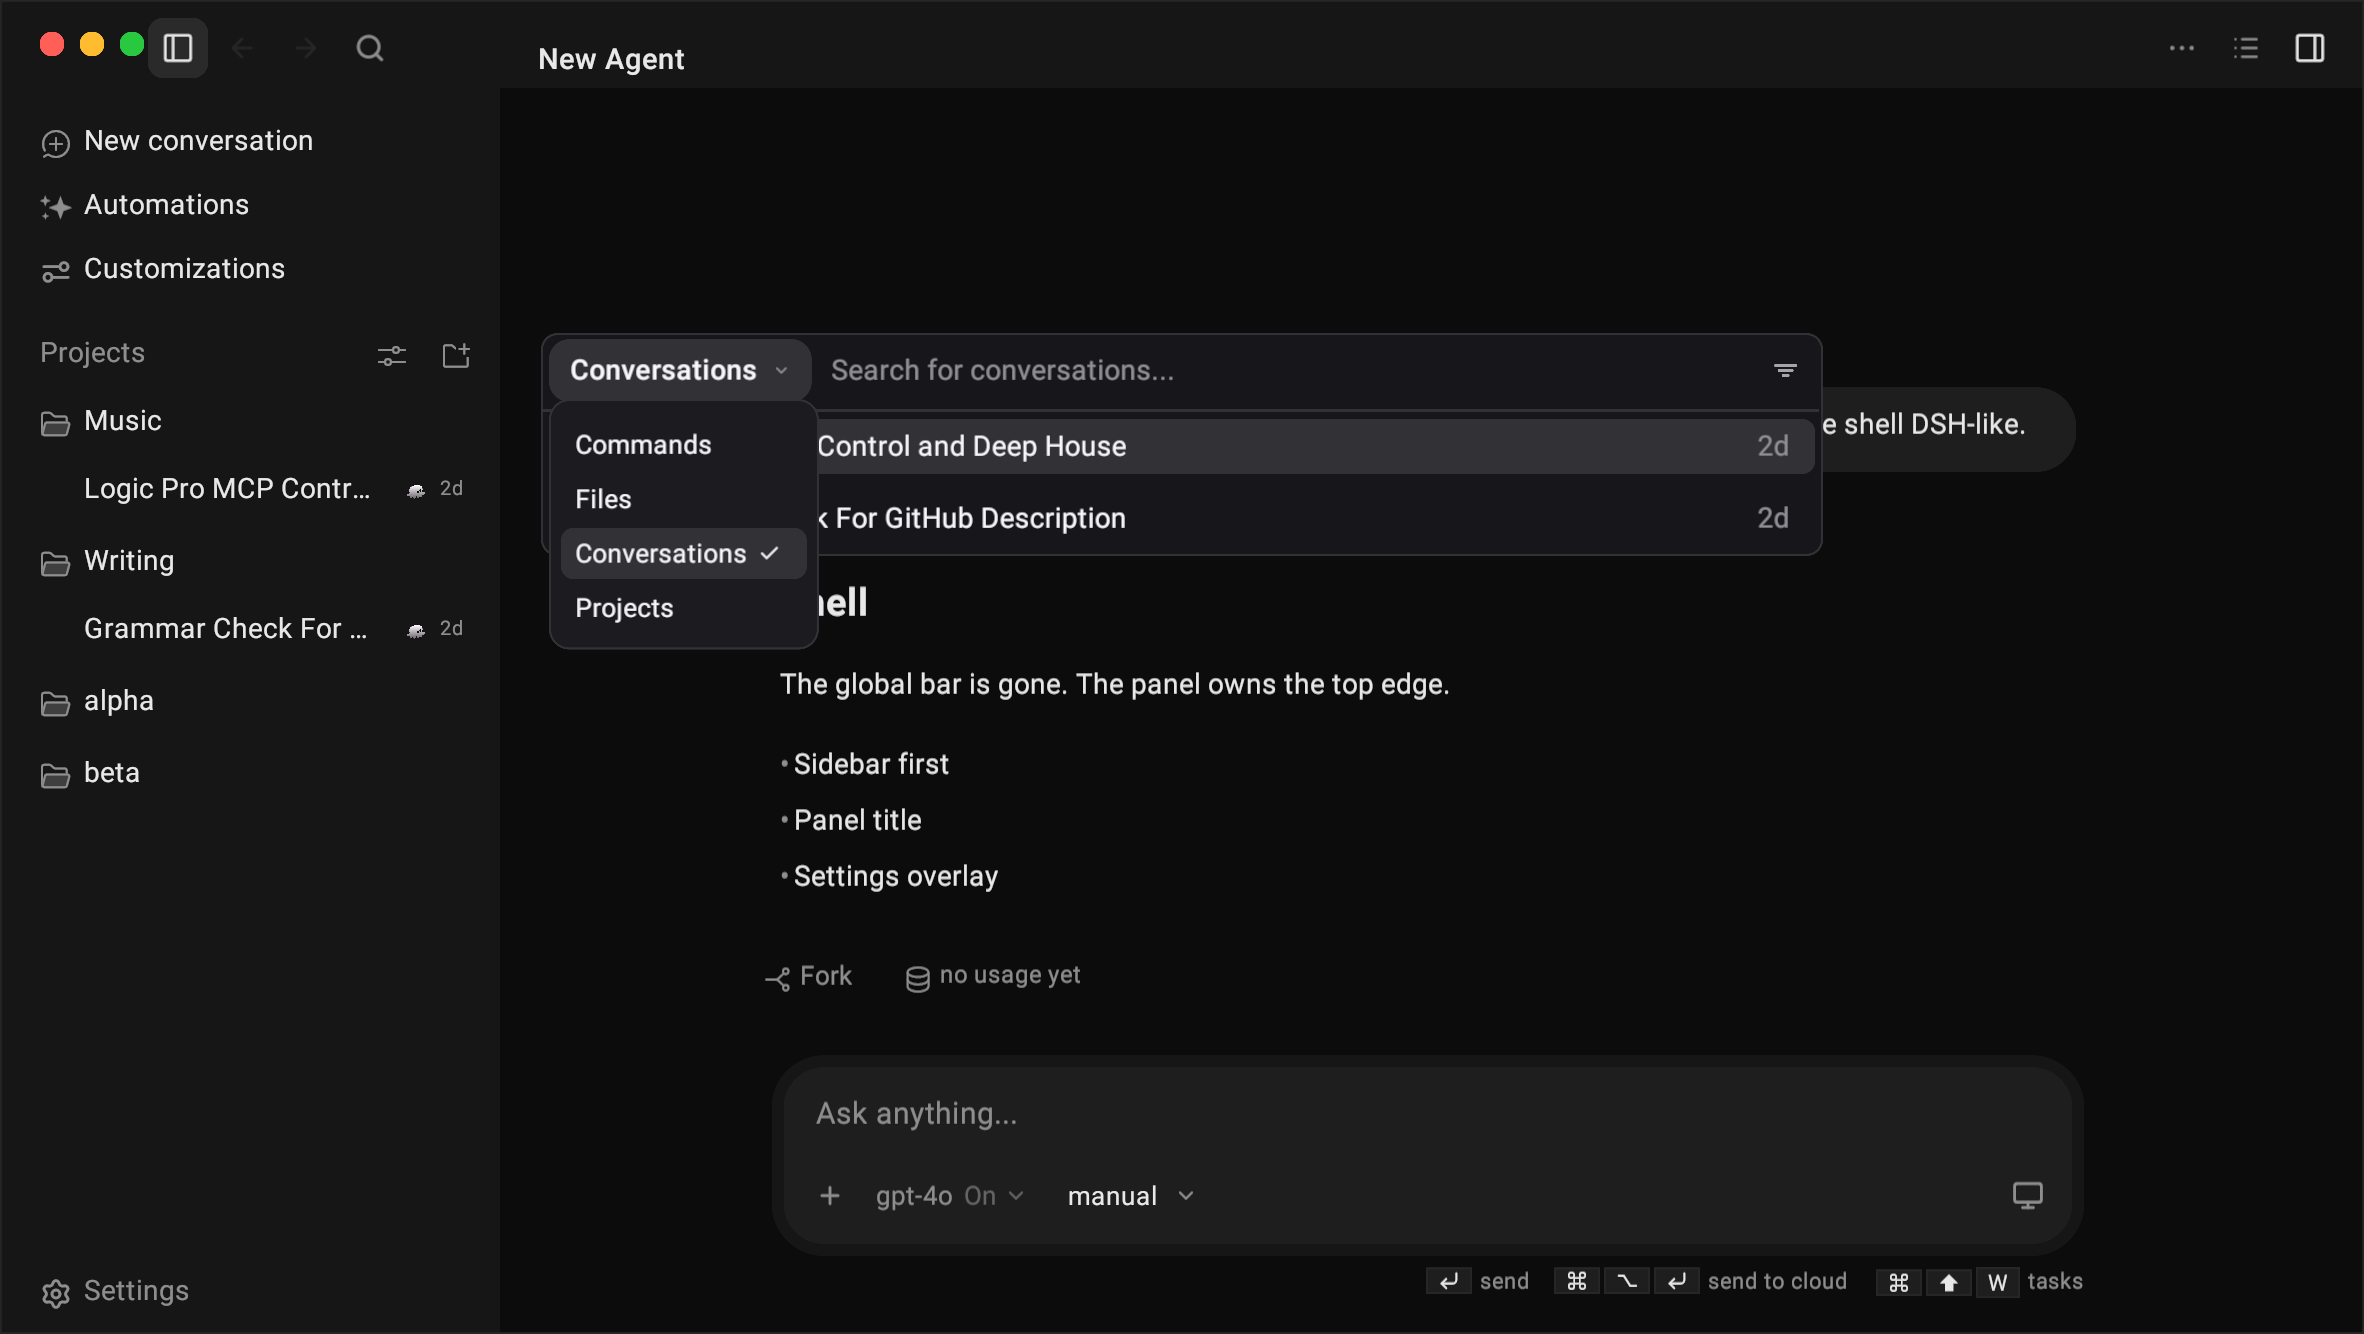 New Agent
New conversation
Automations
Customizations
Projects
Music
Logic Pro MCP Contr... 2d
Writing
Grammar Check For ... 2d
alpha
beta
Settings
Conversations
Search for conversations...
Commands
Files
Conversations
Projects
Control and Deep House 2d
k For GitHub Description 2d
e shell DSH-like.
ell
The global bar is gone. The panel owns the top edge.
• Sidebar first
• Panel title
• Settings overlay
Fork
no usage yet
Ask anything...
+ gpt-4o On manual
send
send to cloud
W tasks